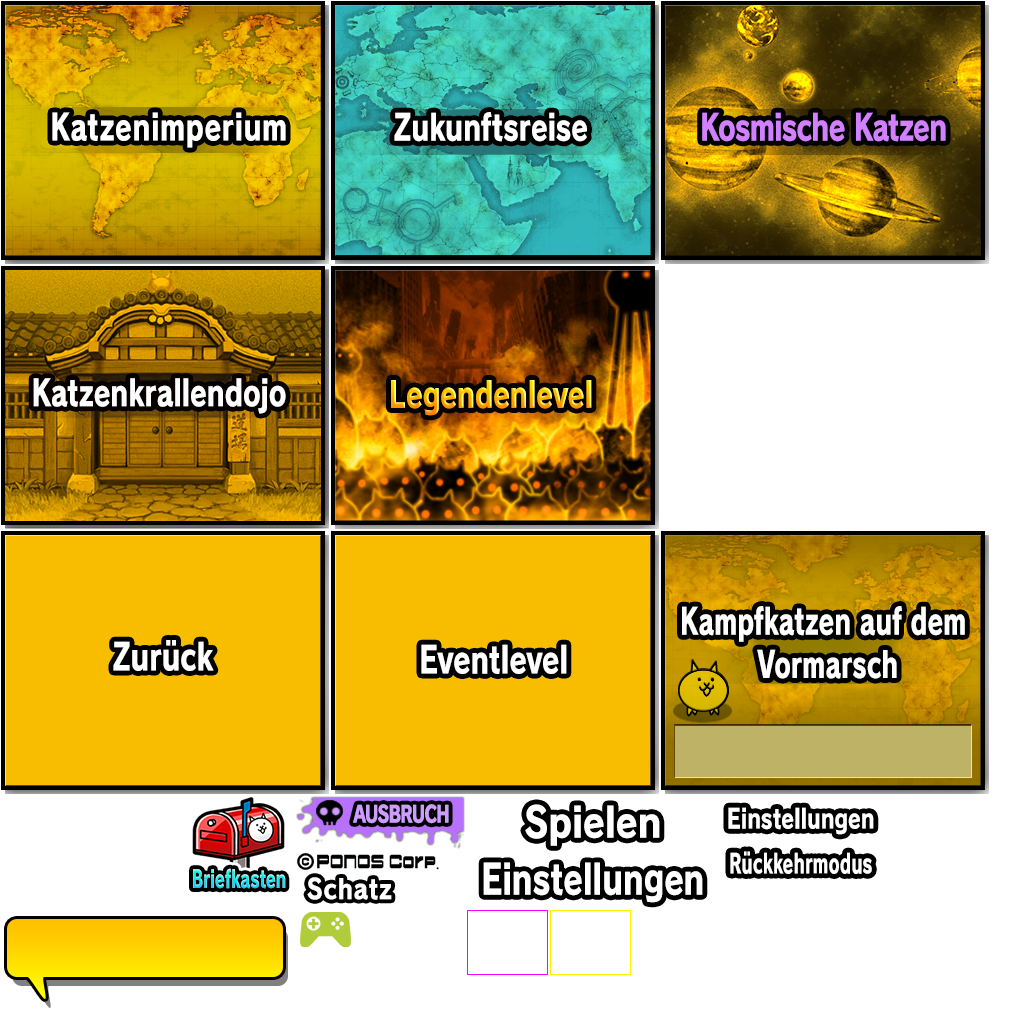 Katzenimperium
Zukunftsreise
Kosmische Katzen
Katzenkrallendojo
Legendenlevel
Zurück
Eventlevel
Kampfkatzen auf dem
Vormarsch
Briefkasten
AUSBRUCH
© PONOS Corp.
Schatz
Spielen
Einstellungen
Einstellungen
Rückkehrmodus